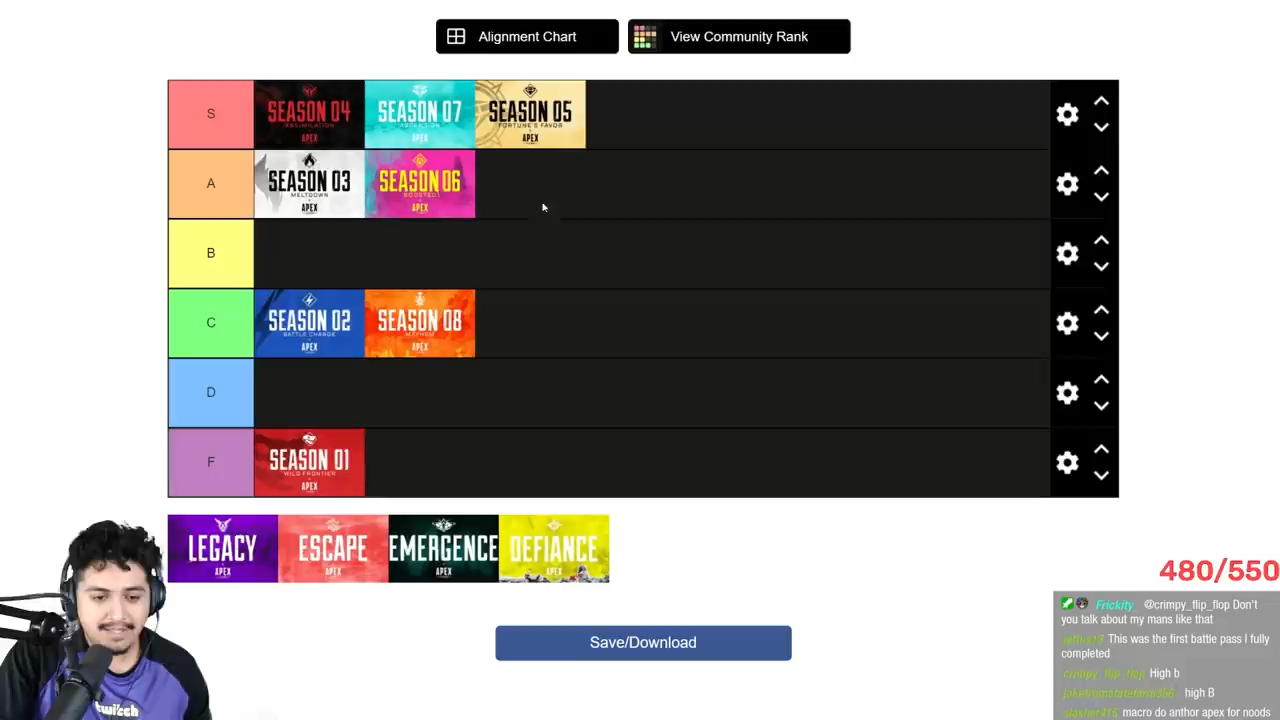 Alignment Chart
View Community Rank
S
SEASON 04
ASSIMILATION
APEX
SEASON 07
ASCENSION
APEX
SEASON 05
FORTUNE'S FAVOR
APEX
A
SEASON 03
MELTDOWN
APEX
SEASON 06
BOOSTED
APEX
B
C
SEASON 02
BATTLE CHARGE
APEX
SEASON 08
MAYHEM
APEX
D
F
SEASON 01
WILD FRONTIER
APEX
LEGACY
APEX
ESCAPE
APEX
EMERGENCE
APEX
DEFIANCE
APEX
Save/Download
480/550
Frickity @crimpy_flip_flop Don't
you talk about my mans like that
This was the first battle pass I fully
completed
crimpy_flip_flop High b
jakefromstatefarm356 high B
slasher415 macro do anthor apex for noods
twitch